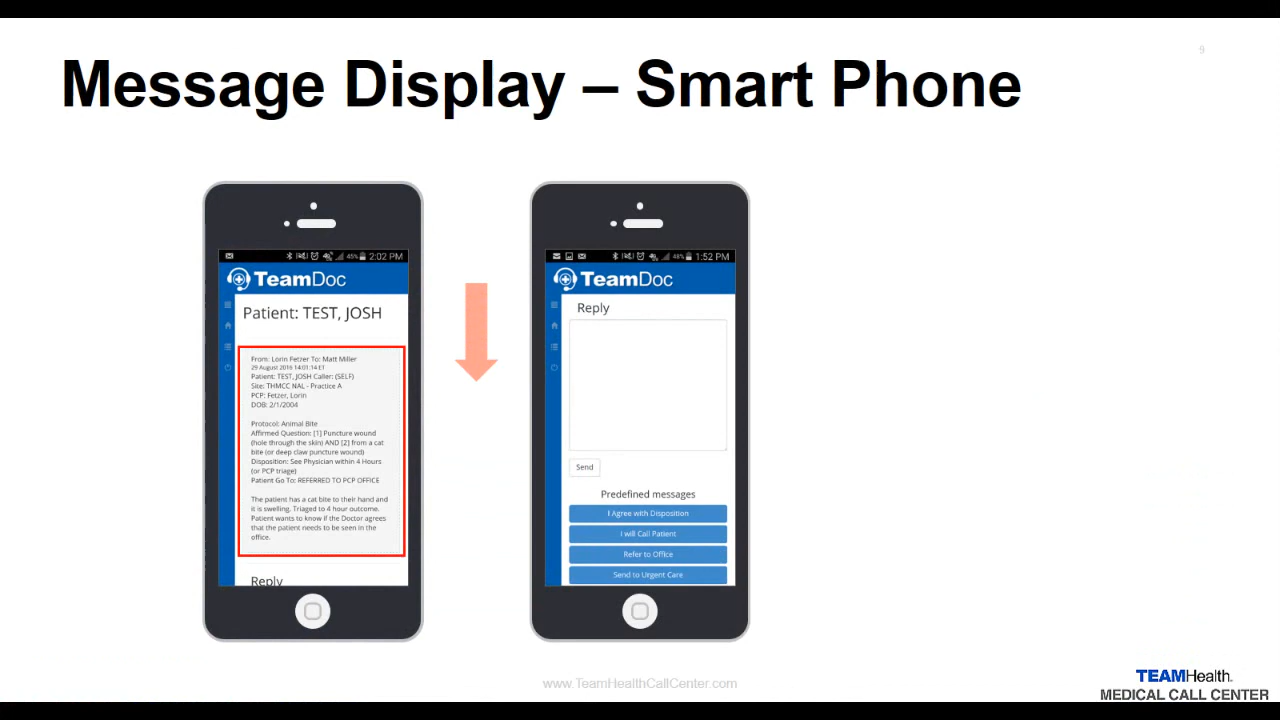 9
Message Display – Smart Phone
45% 2:02 PM
TeamDoc
Patient: TEST, JOSH
From: Lorin Fetzer To: Matt Miller
29 August 2016 14:01:14 ET
Patient: TEST, JOSH Caller: (SELF)
Site: THMCC NAL - Practice A
PCP: Fetzer, Lorin
DOB: 2/1/2004
Protocol: Animal Bite
Affirmed Question: [1] Puncture wound
(hole through the skin) AND [2] from a cat
bite (or deep claw puncture wound)
Disposition: See Physician within 4 Hours
(or PCP triage)
Patient Go To: REFERRED TO PCP OFFICE
The patient has a cat bite to their hand and
it is swelling. Triaged to 4 hour outcome.
Patient wants to know if the Doctor agrees
that the patient needs to be seen in the
office.
Reply
48% 1:52 PM
TeamDoc
Reply
Send
Predefined messages
I Agree with Disposition
I will Call Patient
Refer to Office
Send to Urgent Care
www.TeamHealthCallCenter.com
TEAMHealth.
MEDICAL CALL CENTER